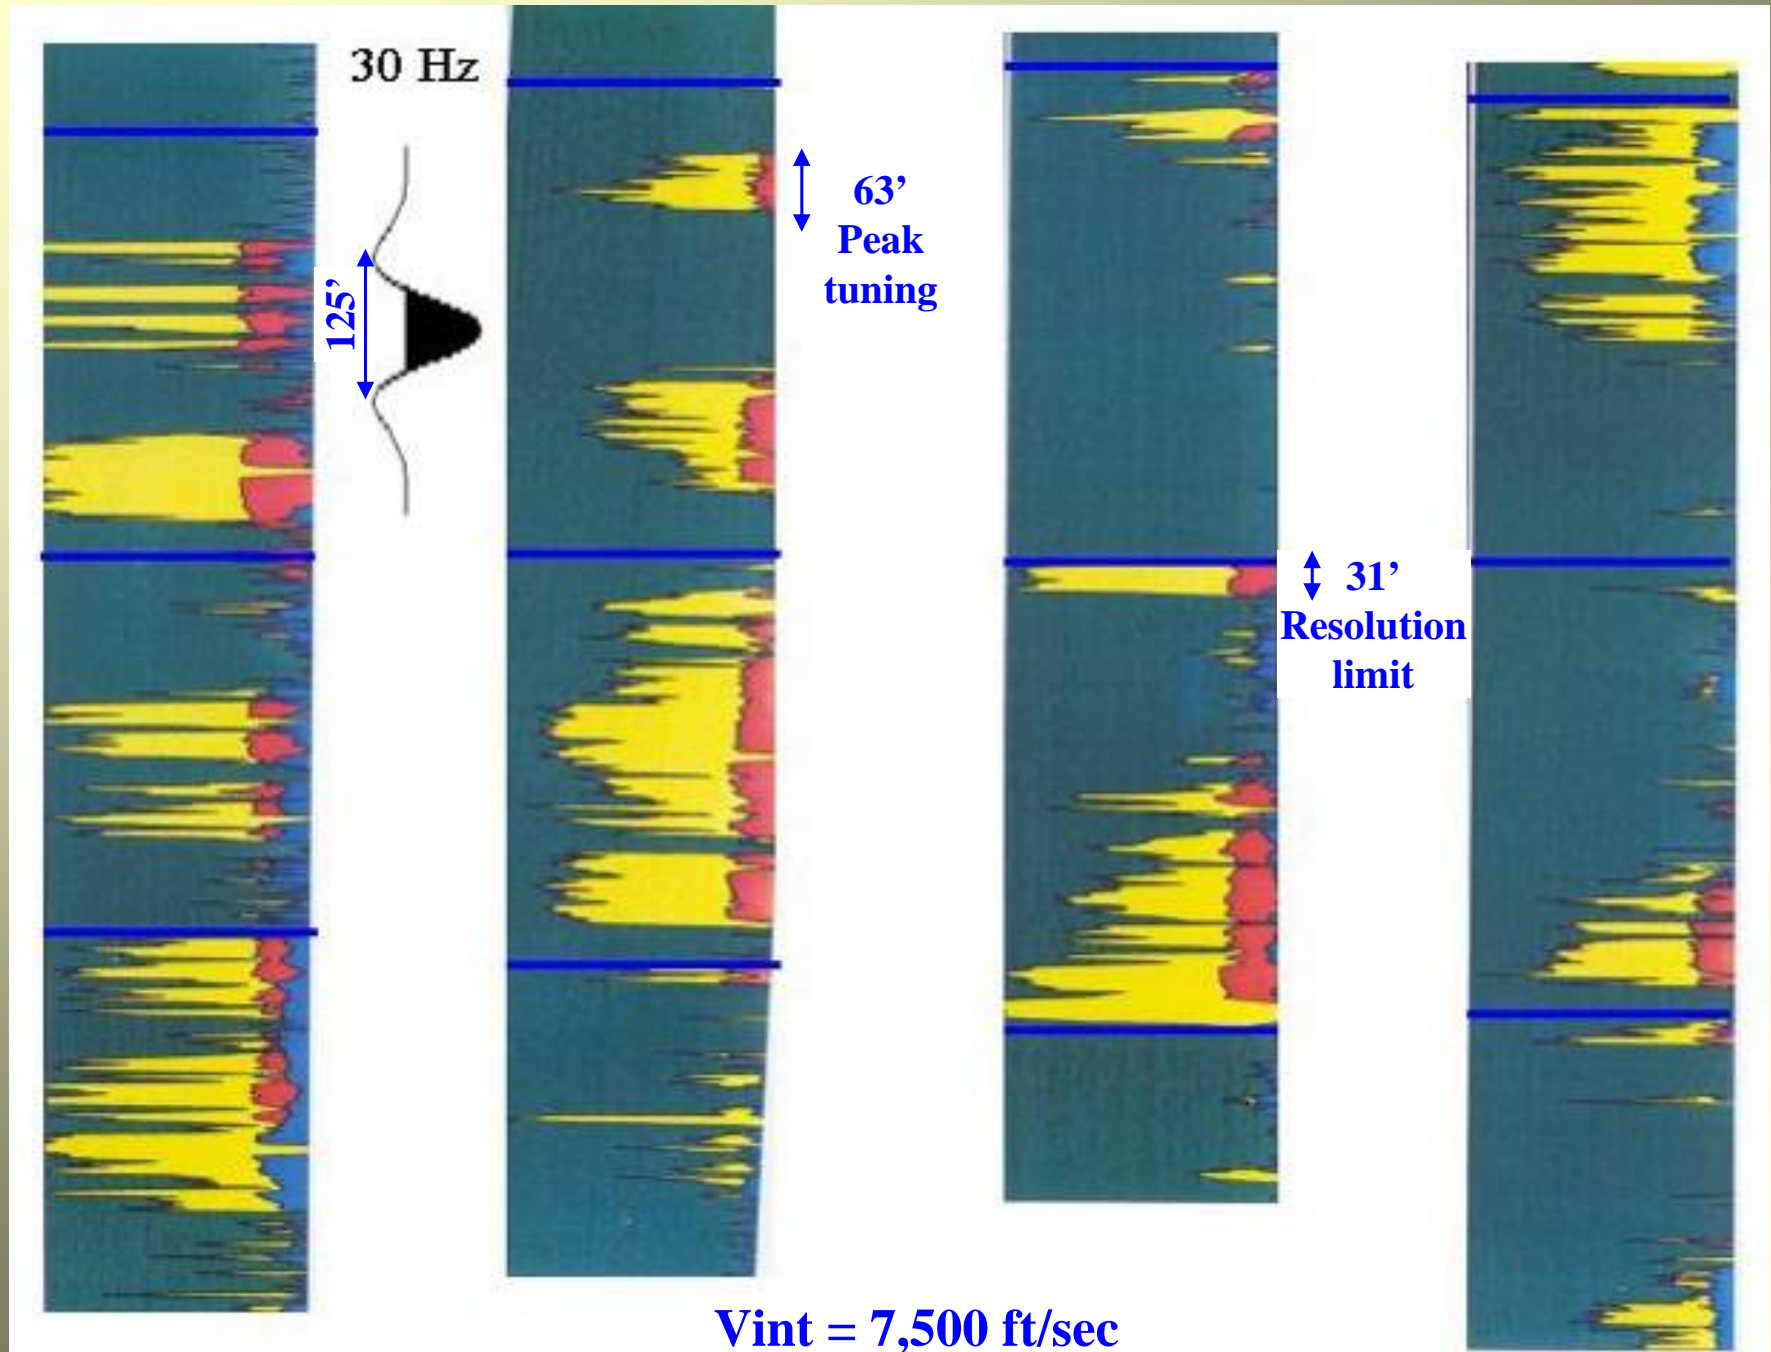 30 Hz
125’
63’
Peak
tuning
31’
Resolution
limit
Vint = 7,500 ft/sec